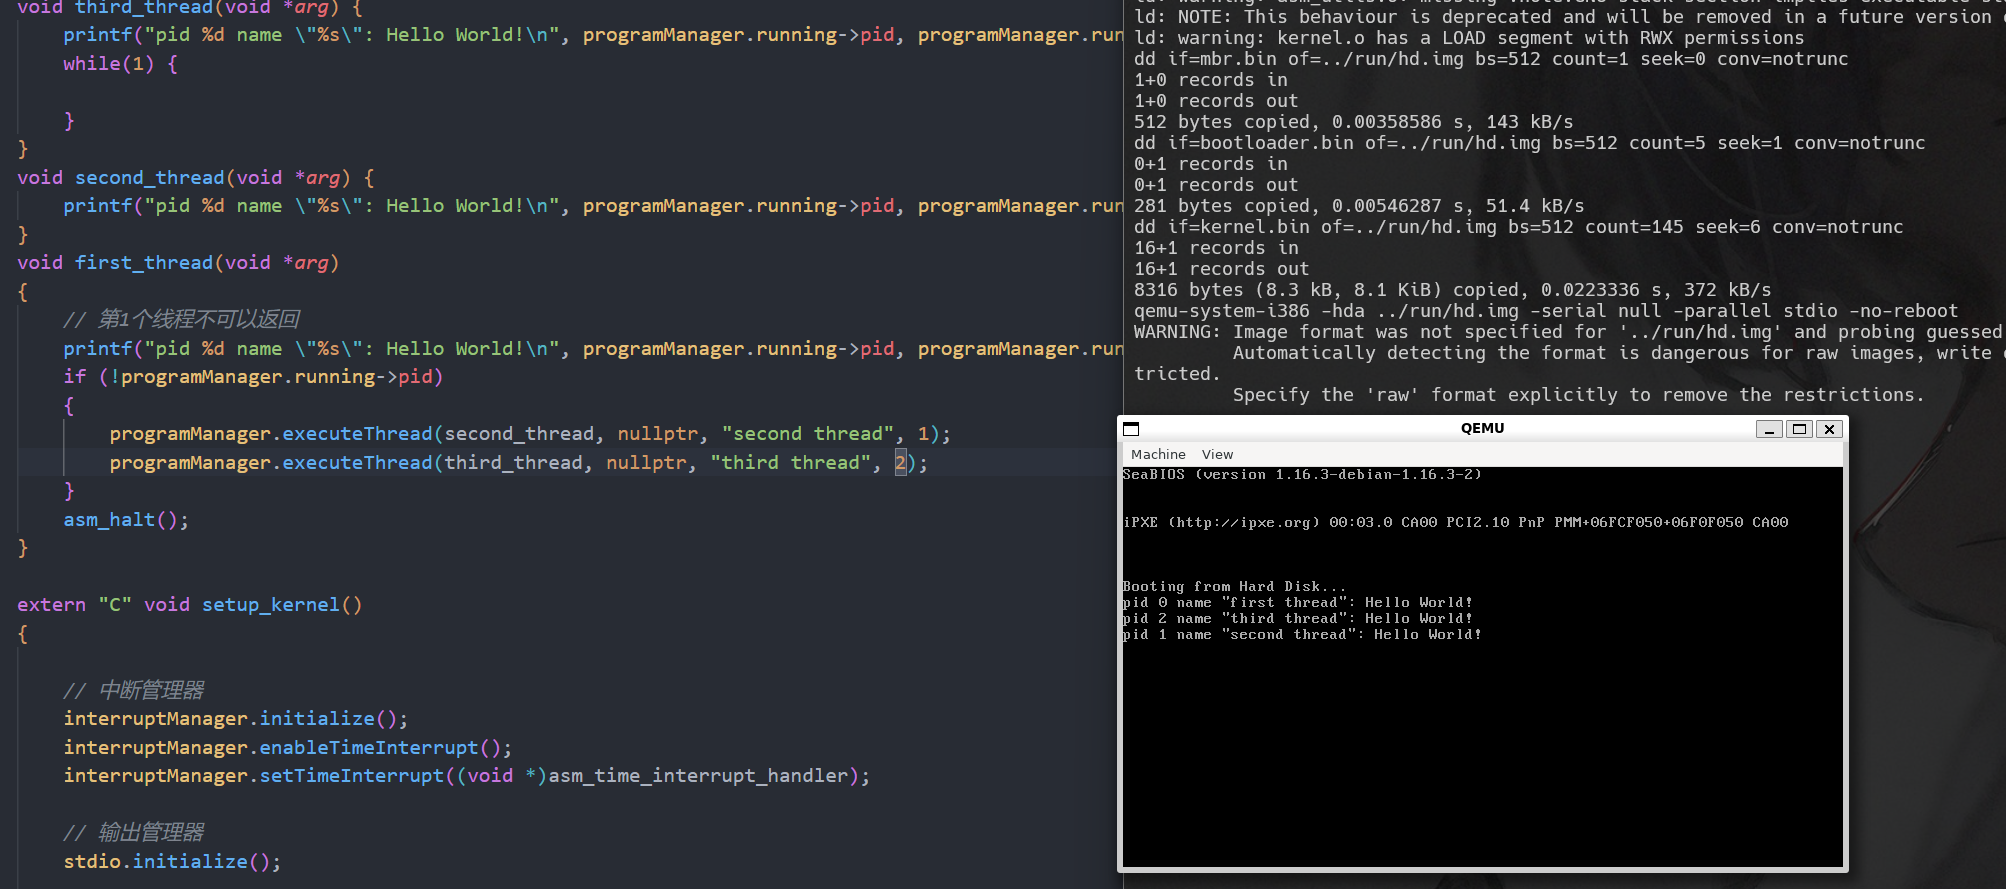 void third_thread(void *arg) {
    printf("pid %d name \"%s\": Hello World!\n", programManager.running->pid, programManager.run
    while(1) {

    }
}
void second_thread(void *arg) {
    printf("pid %d name \"%s\": Hello World!\n", programManager.running->pid, programManager.run
}
void first_thread(void *arg)
{
    // 第1个线程不可以返回
    printf("pid %d name \"%s\": Hello World!\n", programManager.running->pid, programManager.run
    if (!programManager.running->pid)
    {
        programManager.executeThread(second_thread, nullptr, "second thread", 1);
        programManager.executeThread(third_thread, nullptr, "third thread", 2);
    }
    asm_halt();
}

extern "C" void setup_kernel()
{

    // 中断管理器
    interruptManager.initialize();
    interruptManager.enableTimeInterrupt();
    interruptManager.setTimeInterrupt((void *)asm_time_interrupt_handler);

    // 输出管理器
    stdio.initialize();
ld: NOTE: This behaviour is deprecated and will be removed in a future version
ld: warning: kernel.o has a LOAD segment with RWX permissions
dd if=mbr.bin of=../run/hd.img bs=512 count=1 seek=0 conv=notrunc
1+0 records in
1+0 records out
512 bytes copied, 0.00358586 s, 143 kB/s
dd if=bootloader.bin of=../run/hd.img bs=512 count=5 seek=1 conv=notrunc
0+1 records in
0+1 records out
281 bytes copied, 0.00546287 s, 51.4 kB/s
dd if=kernel.bin of=../run/hd.img bs=512 count=145 seek=6 conv=notrunc
16+1 records in
16+1 records out
8316 bytes (8.3 kB, 8.1 KiB) copied, 0.0223336 s, 372 kB/s
qemu-system-i386 -hda ../run/hd.img -serial null -parallel stdio -no-reboot
WARNING: Image format was not specified for '../run/hd.img' and probing guessed
         Automatically detecting the format is dangerous for raw images, write
tricted.
         Specify the 'raw' format explicitly to remove the restrictions.
QEMU
Machine View
SeaBIOS (version 1.16.3-debian-1.16.3-2)
iPXE (http://ipxe.org) 00:03.0 CA00 PCI2.10 PnP PMM+06FCF050+06F0F050 CA00
Booting from Hard Disk...
pid 0 name "first thread": Hello World!
pid 2 name "third thread": Hello World!
pid 1 name "second thread": Hello World!